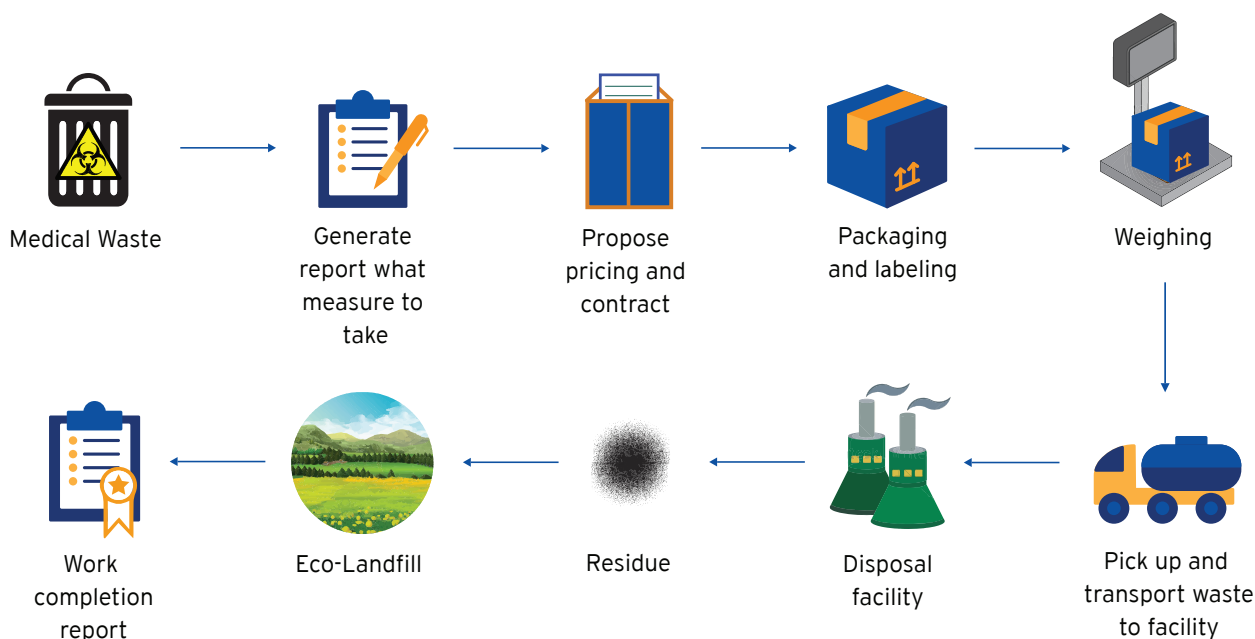 Medical Waste
Generate
report what
measure to
take
Propose
pricing and
contract
Packaging
and labeling
Weighing
Pick up and
transport waste
to facility
Disposal
facility
Residue
Eco-Landfill
Work
completion
report